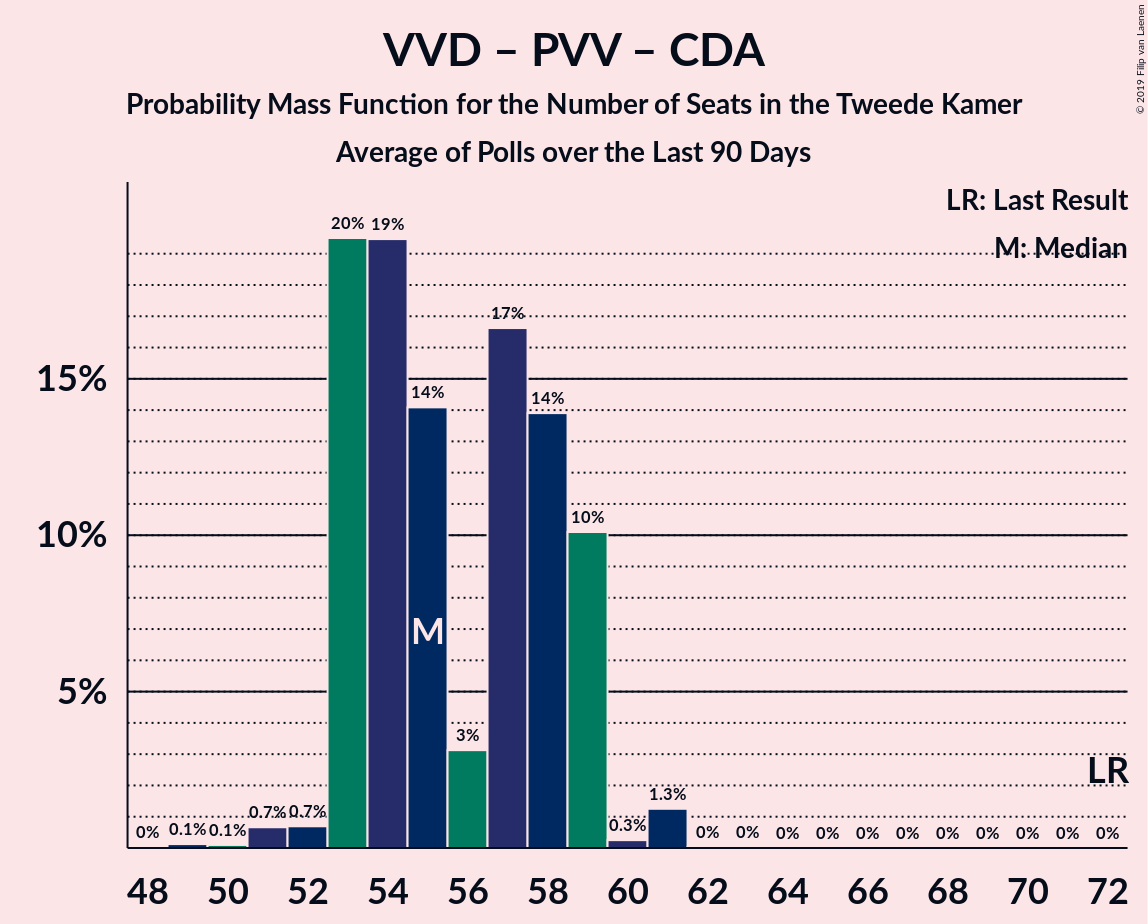 VVD – PVV – CDA
Probability Mass Function for the Number of Seats in the Tweede Kamer
Average of Polls over the Last 90 Days
© 2019 Filip van Laenen
LR: Last Result
M: Median
20% 19%
17%
15%
14% 14%
10%
10%
M
5%
3%
LR
1.3%
0% 0.1% 0.1% 0.7% 0.7% 0.3% 0% 0% 0% 0% 0% 0% 0% 0% 0% 0% 0%
48 50 52 54 56 58 60 62 64 66 68 70 72